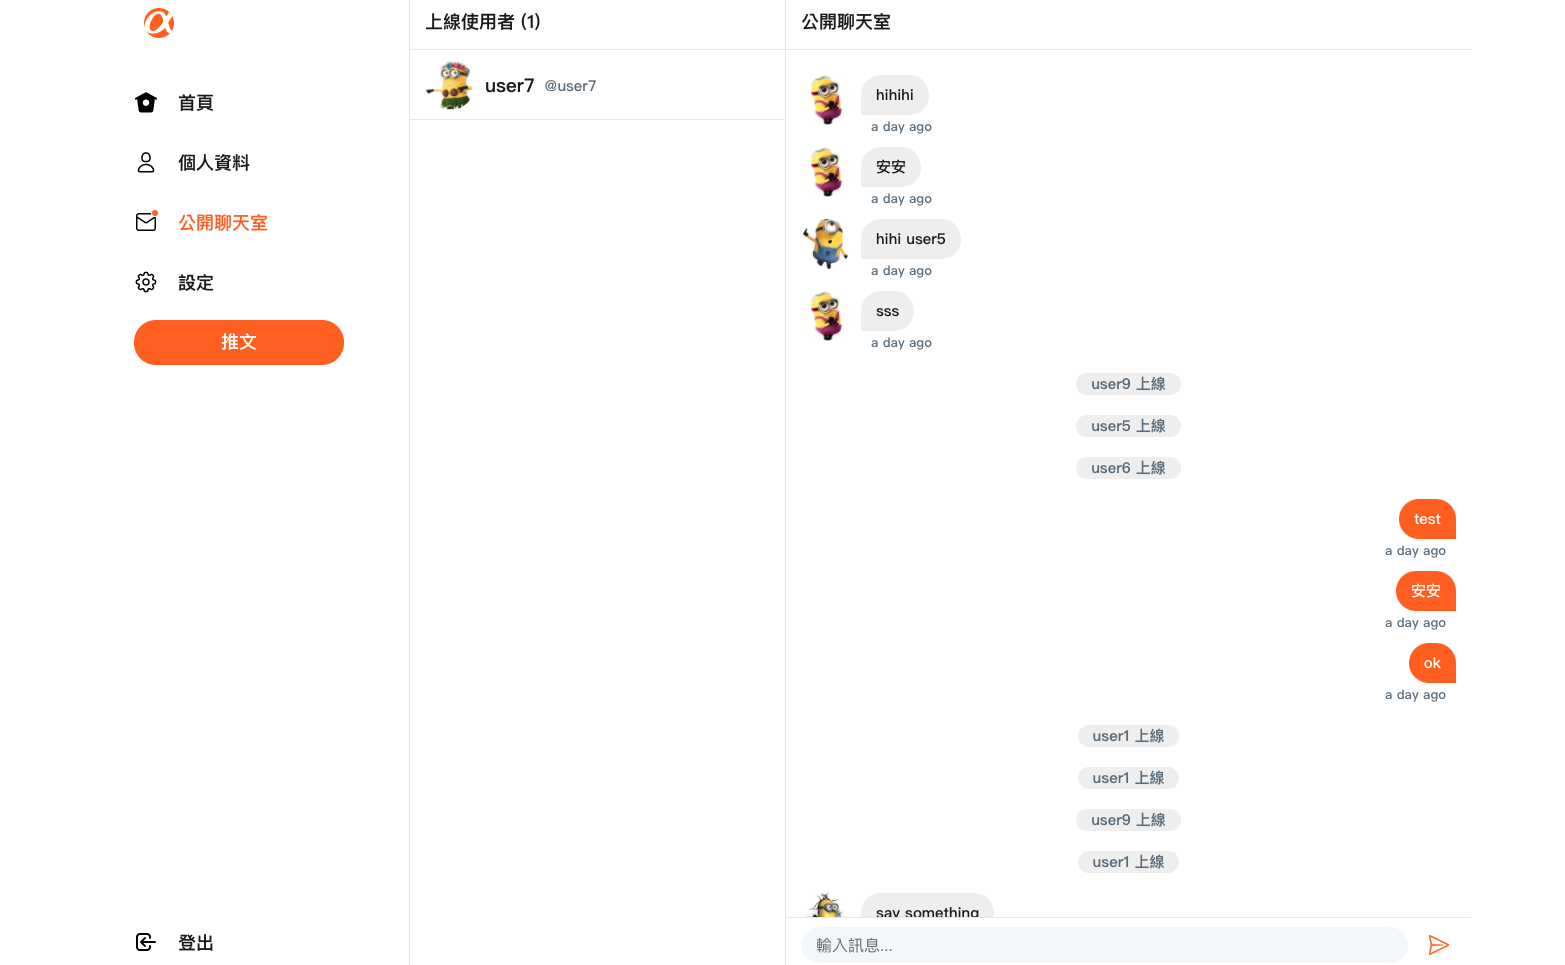 首頁
個人資料
公開聊天室
設定
推文
登出
上線使用者 (1)
user7 @user7
公開聊天室
hihihi
a day ago
安安
a day ago
hihi user5
a day ago
sss
a day ago
user9 上線
user5 上線
user6 上線
test
a day ago
安安
a day ago
ok
a day ago
user1 上線
user1 上線
user9 上線
user1 上線
say something
輸入訊息...